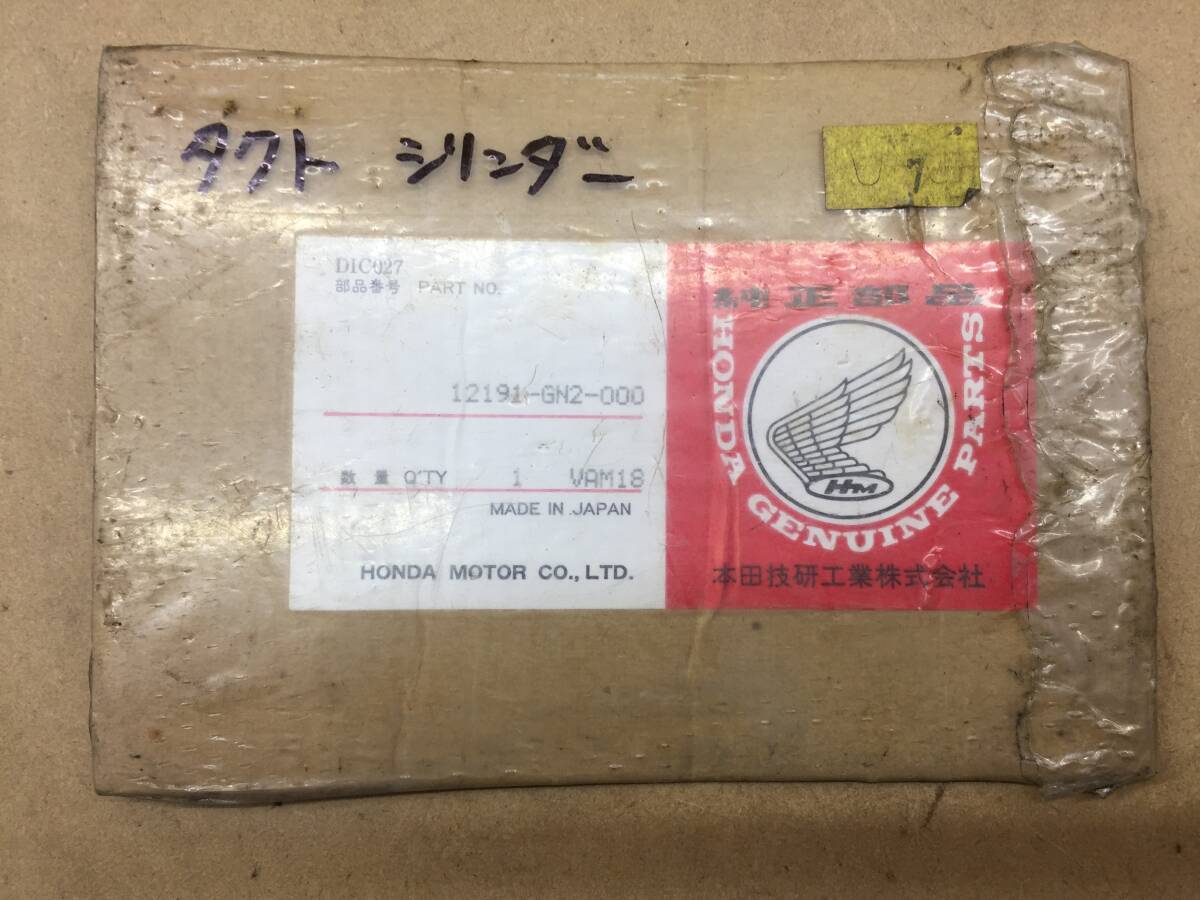 タクト シリンダー
7
DIC027
部品番号 PART NO.
12191-GN2-000
数量 Q'TY 1 VAM18
MADE IN JAPAN
HONDA MOTOR CO., LTD.
純正部品
HONDA GENUINE PARTS
HM
本田技研工業株式会社